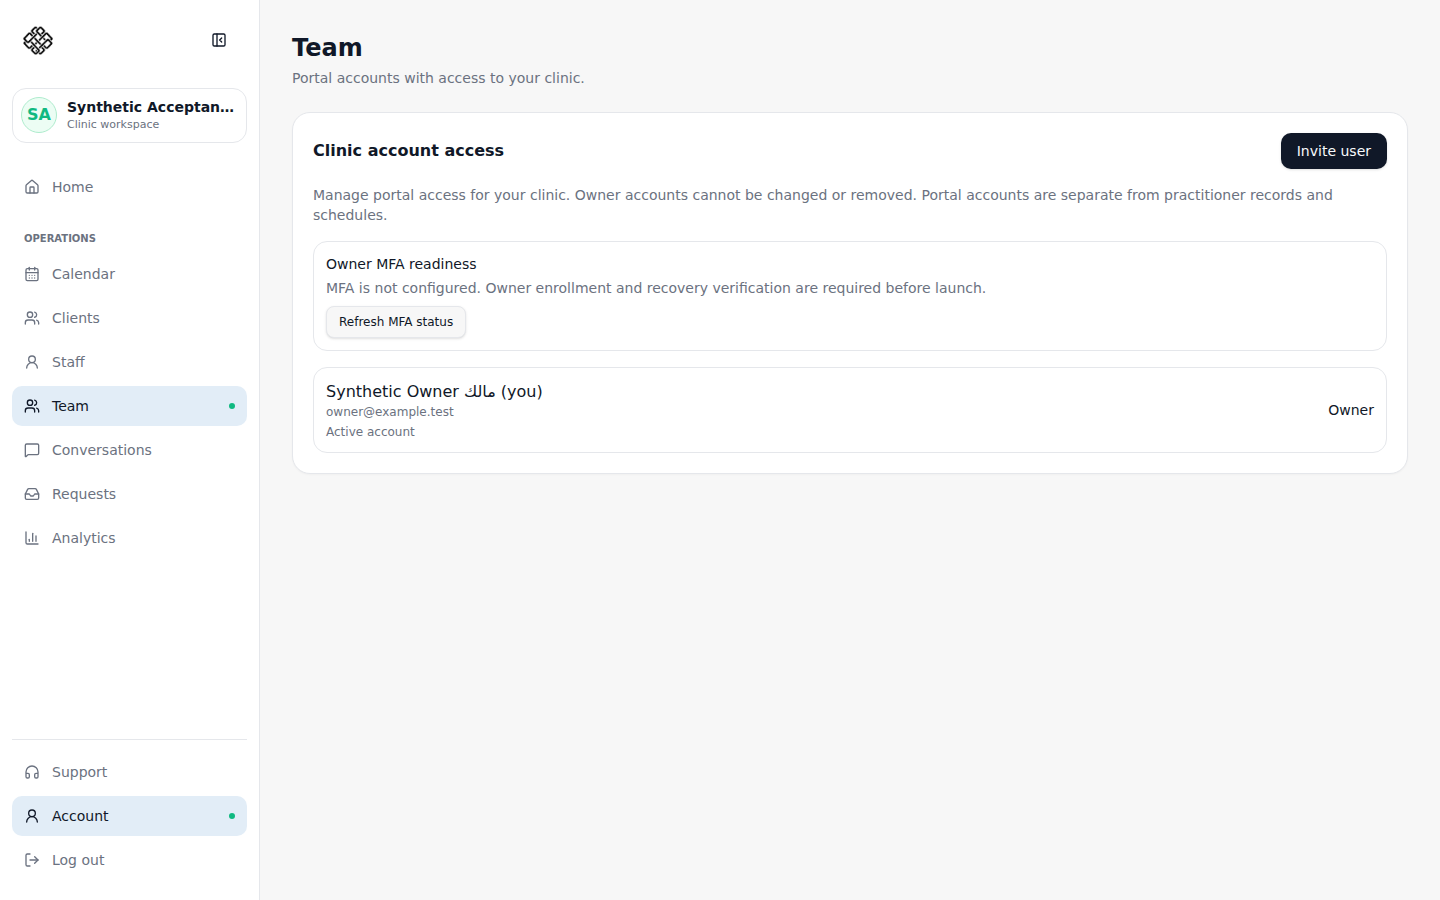 SA
Synthetic Acceptan...
Clinic workspace
Home
OPERATIONS
Calendar
Clients
Staff
Team
Conversations
Requests
Analytics
Support
Account
Log out
Team
Portal accounts with access to your clinic.
Clinic account access
Invite user
Manage portal access for your clinic. Owner accounts cannot be changed or removed. Portal accounts are separate from practitioner records and
schedules.
Owner MFA readiness
MFA is not configured. Owner enrollment and recovery verification are required before launch.
Refresh MFA status
Synthetic Owner مالك (you)
owner@example.test
Active account
Owner